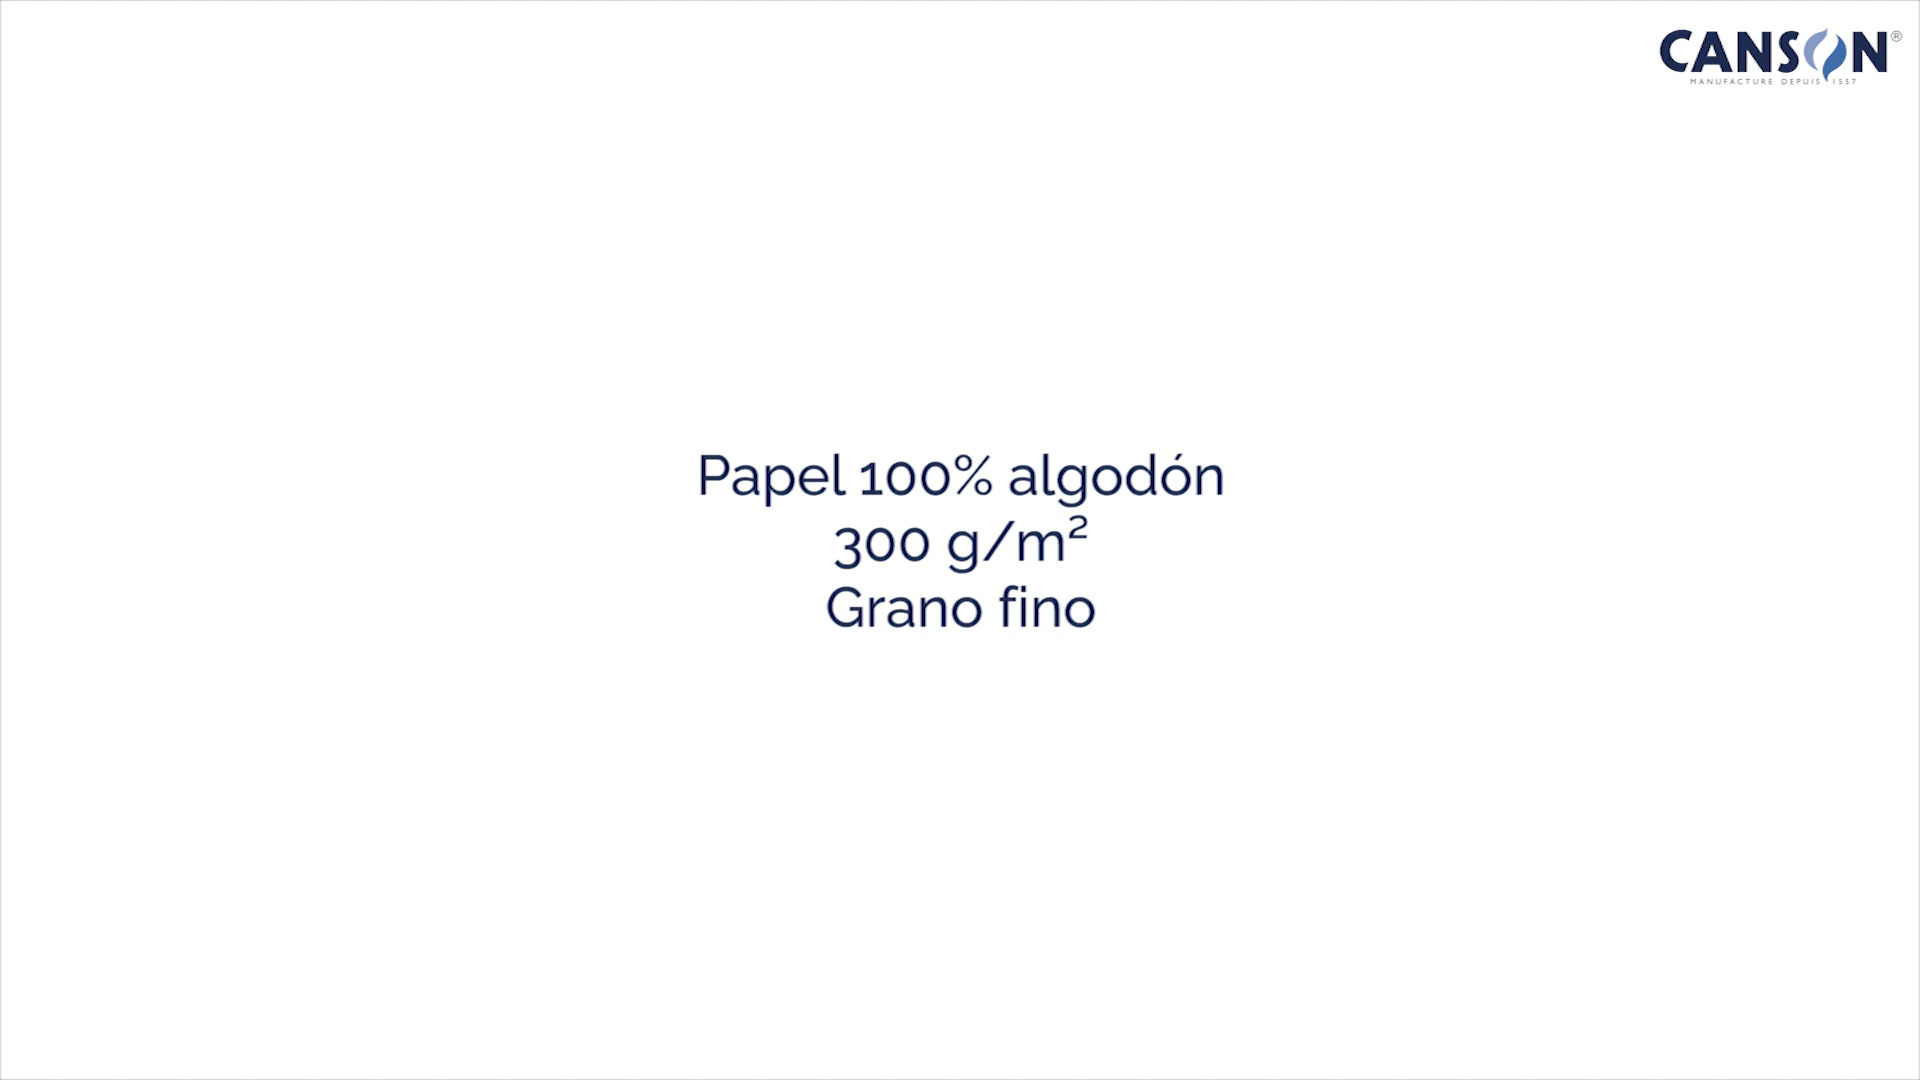 CANSON®
MANUFACTURE DEPUIS 1557
Papel 100% algodón
300 g/m²
Grano fino